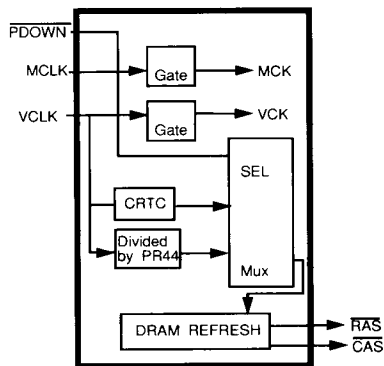 PDOWN
MCLK
Gate
MCK
VCLK
Gate
VCK
SEL
CRTC
Divided
by PR44
Mux
DRAM REFRESH
RAS
CAS